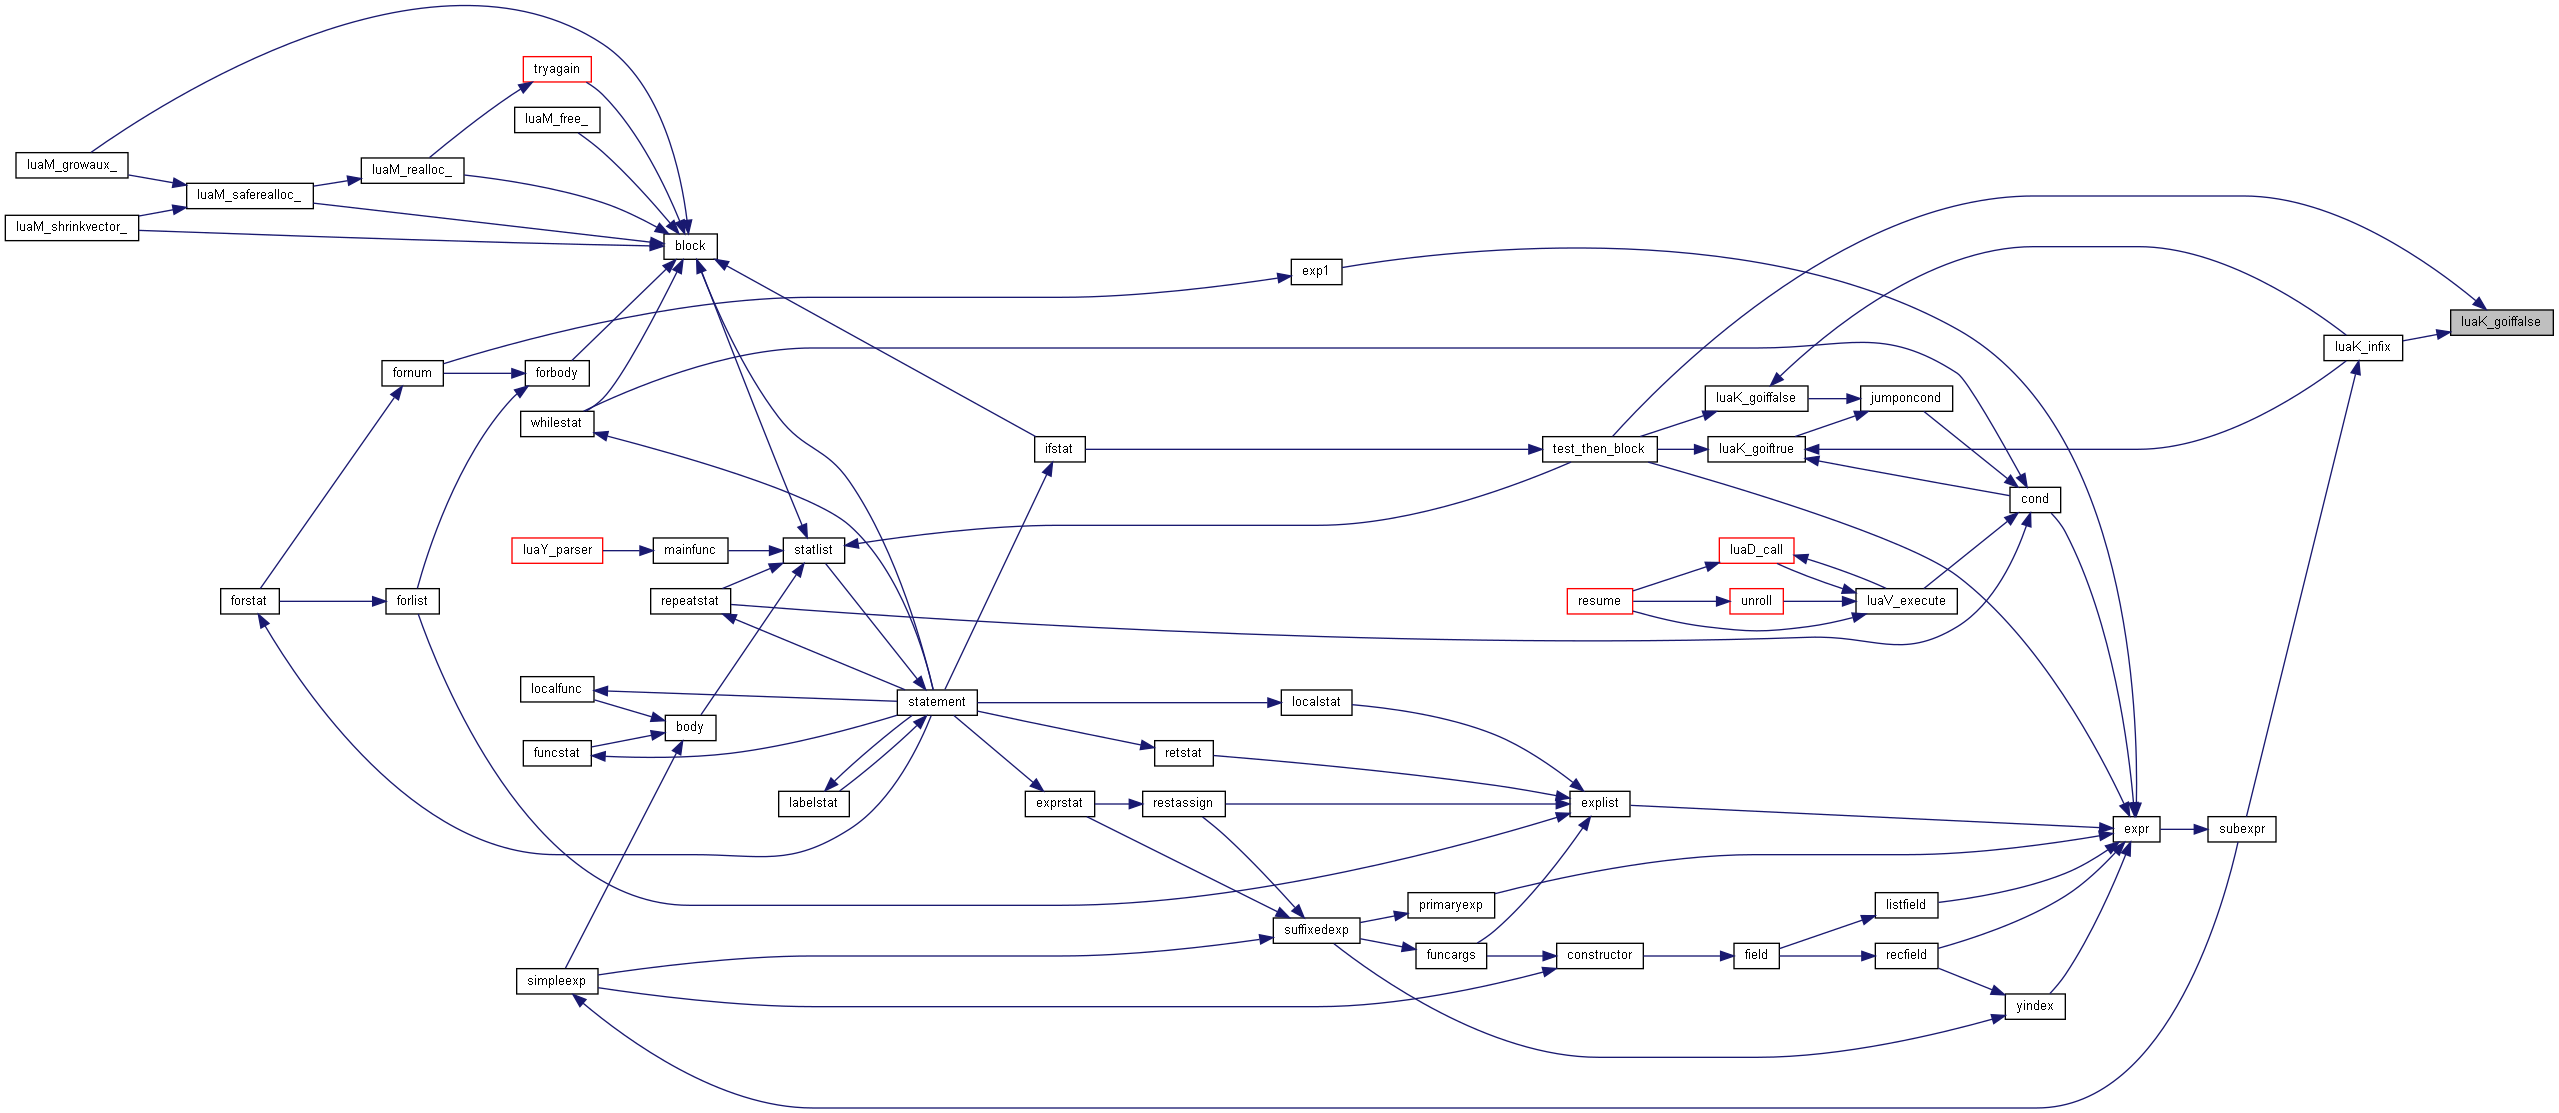 tryagain
luaM_free_
luaM_growaux_
luaM_realloc_
luaM_saferealloc_
luaM_shrinkvector_
block
exp1
luaK_goiffalse
luaK_infix
fornum
forbody
luaK_goiffalse
jumponcond
whilestat
ifstat
test_then_block
luaK_goiftrue
cond
luaY_parser
mainfunc
statlist
luaD_call
forstat
forlist
repeatstat
resume
unroll
luaV_execute
localfunc
statement
localstat
body
funcstat
retstat
labelstat
exprstat
restassign
explist
expr
subexpr
primaryexp
listfield
suffixedexp
funcargs
constructor
field
recfield
simpleexp
yindex